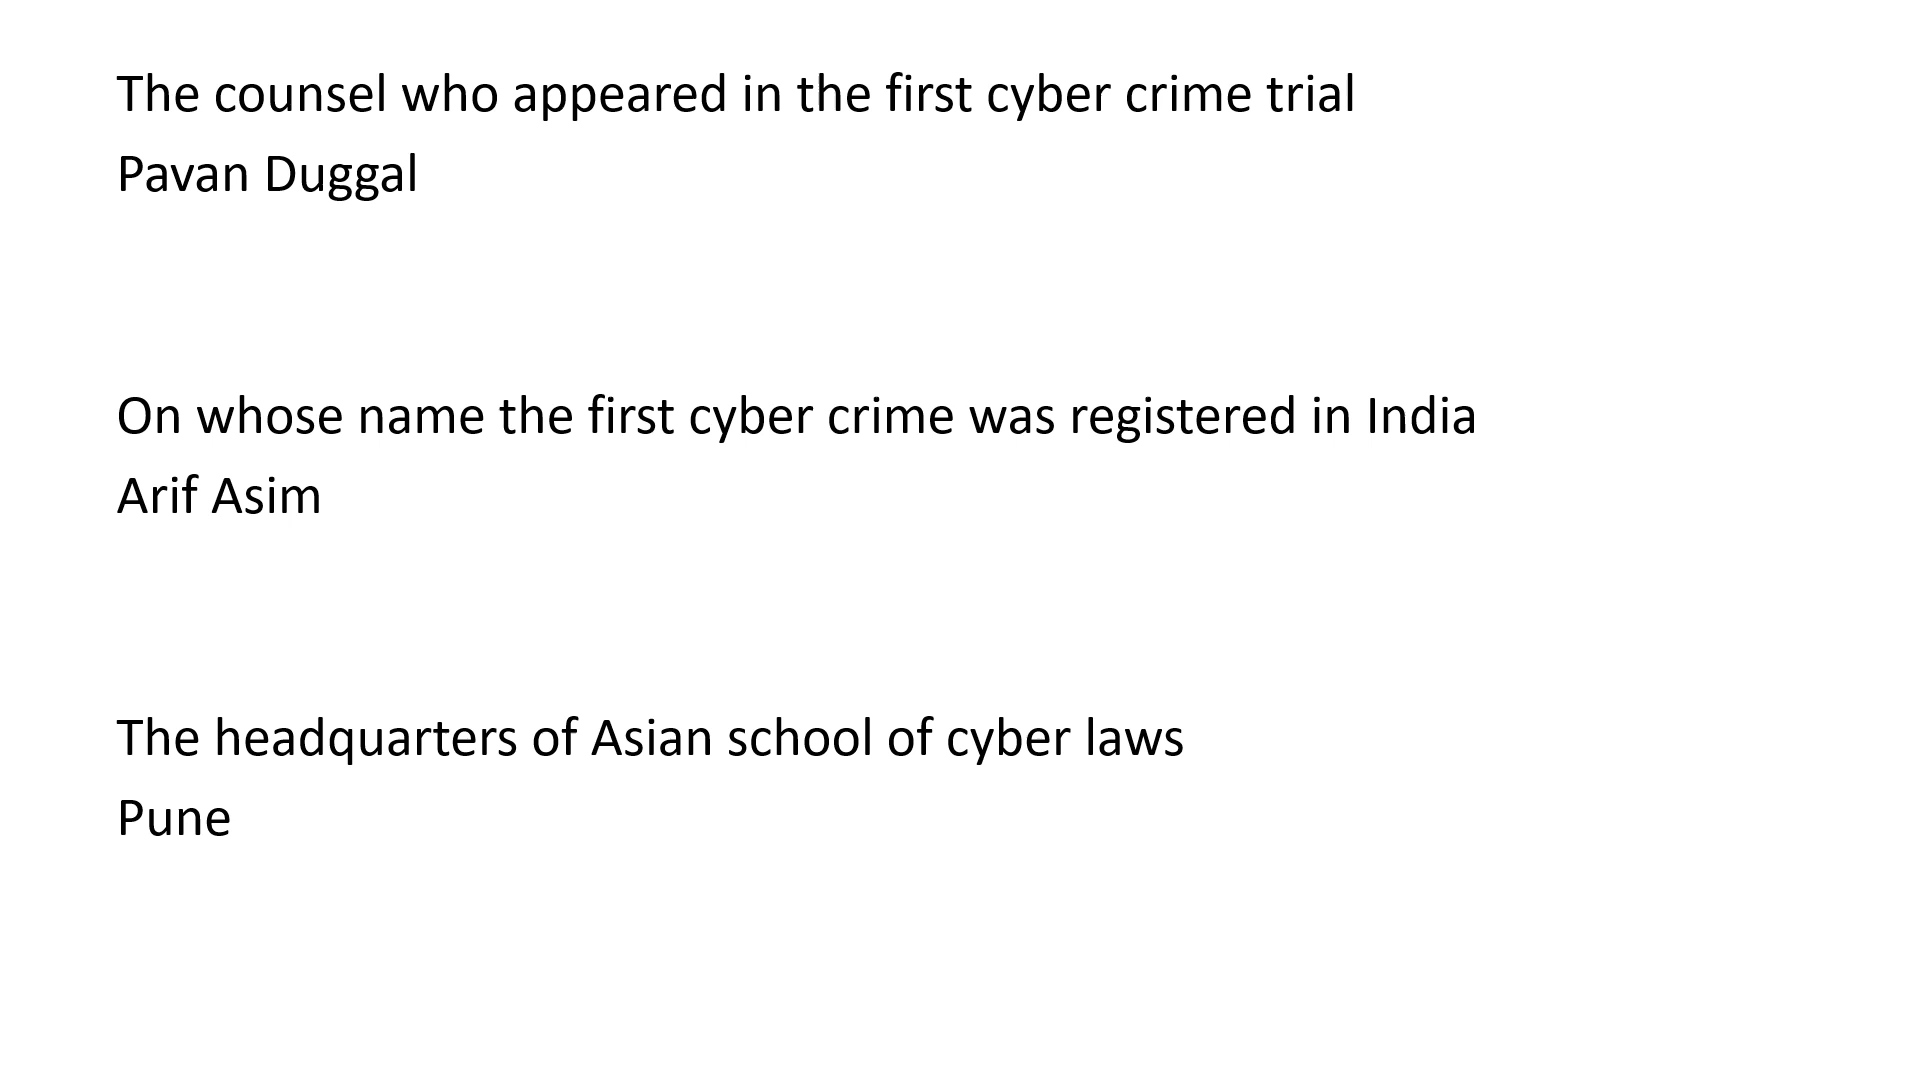 The counsel who appeared in the first cyber crime trial
Pavan Duggal
On whose name the first cyber crime was registered in India
Arif Asim
The headquarters of Asian school of cyber laws
Pune